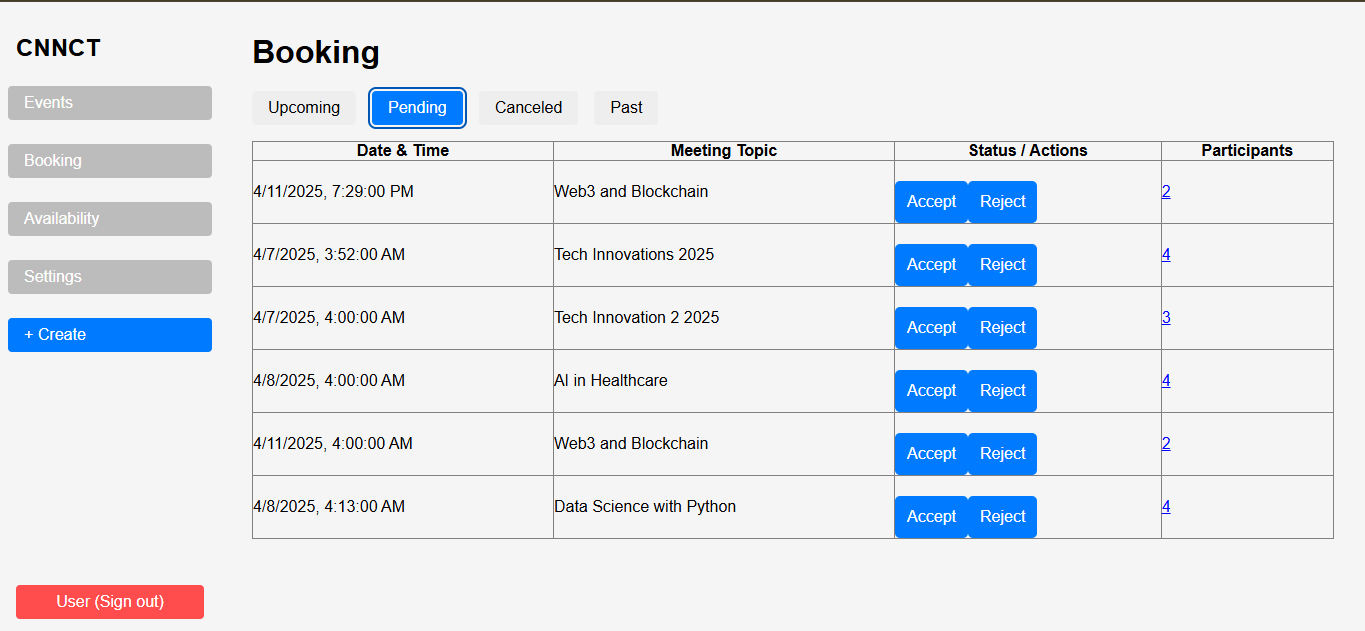 CNNCT
Events
Booking
Availability
Settings
+ Create
User (Sign out)
Booking
Upcoming Pending Canceled Past
Date & Time Meeting Topic Status / Actions Participants
4/11/2025, 7:29:00 PM Web3 and Blockchain Accept Reject 2
4/7/2025, 3:52:00 AM Tech Innovations 2025 Accept Reject 4
4/7/2025, 4:00:00 AM Tech Innovation 2 2025 Accept Reject 3
4/8/2025, 4:00:00 AM AI in Healthcare Accept Reject 4
4/11/2025, 4:00:00 AM Web3 and Blockchain Accept Reject 2
4/8/2025, 4:13:00 AM Data Science with Python Accept Reject 4